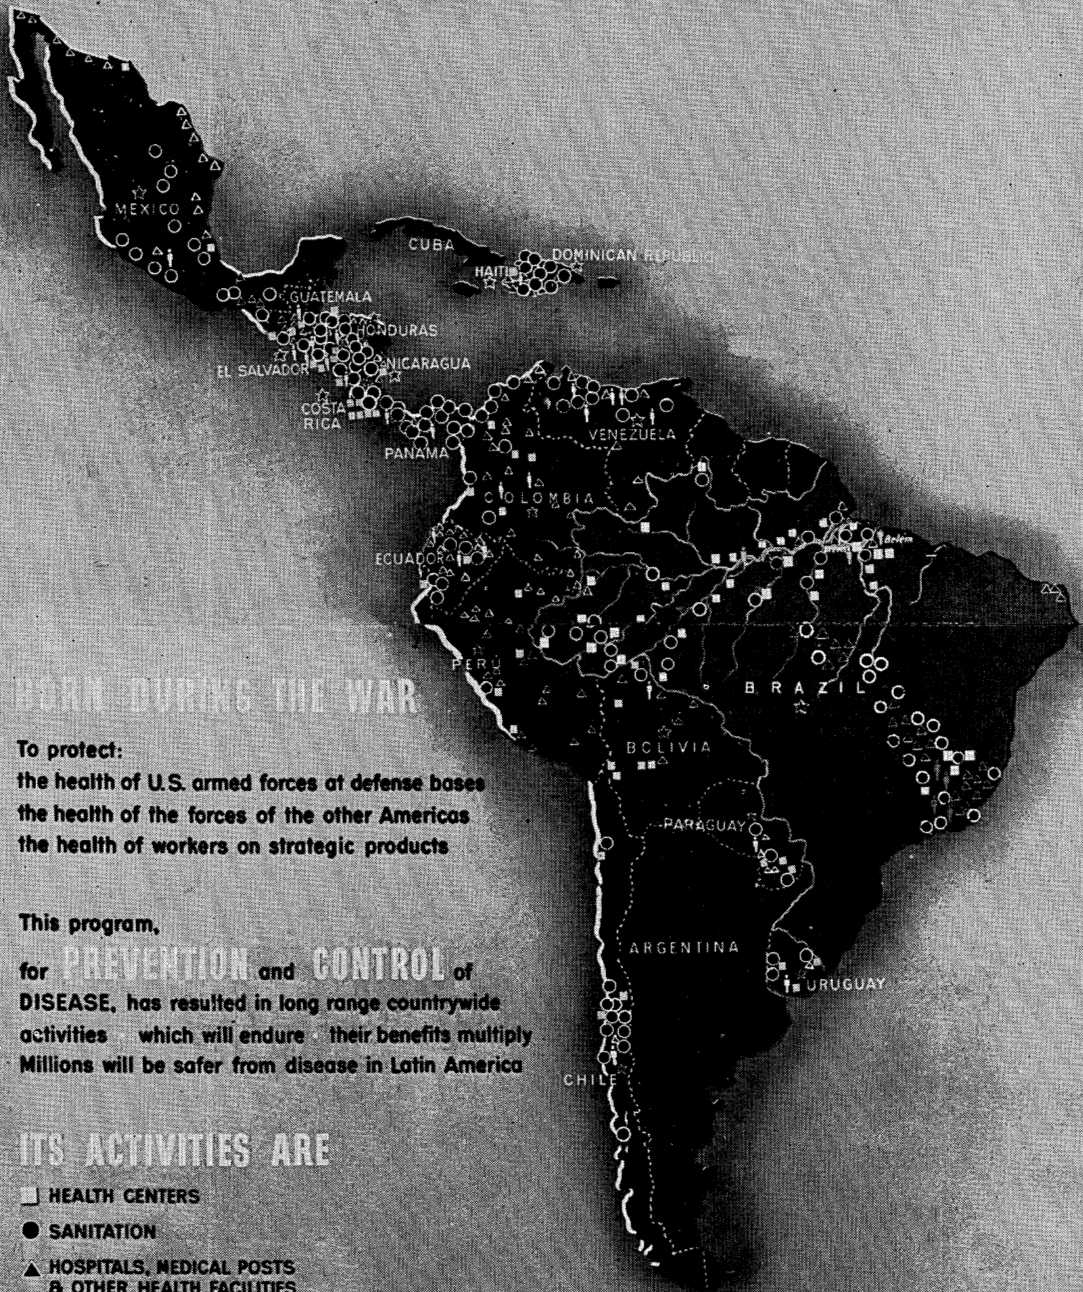 MEXICO
CUBA
DOMINICAN REPUBLIC
HAITI
GUATEMALA
HONDURAS
EL SALVADOR
NICARAGUA
COSTA
RICA
PANAMA
VENEZUELA
COLOMBIA
ECUADOR
Belém
PERU
BRAZIL
BOLIVIA
PARAGUAY
ARGENTINA
URUGUAY
CHILE
BORN DURING THE WAR
To protect:
the health of U.S. armed forces at defense bases
the health of the forces of the other Americas
the health of workers on strategic products
This program,
for PREVENTION and CONTROL of
DISEASE, has resulted in long range countrywide
activities · which will endure · their benefits multiply
Millions will be safer from disease in Latin America
ITS ACTIVITIES ARE
HEALTH CENTERS
SANITATION
HOSPITALS, MEDICAL POSTS
& OTHER HEALTH FACILITIES